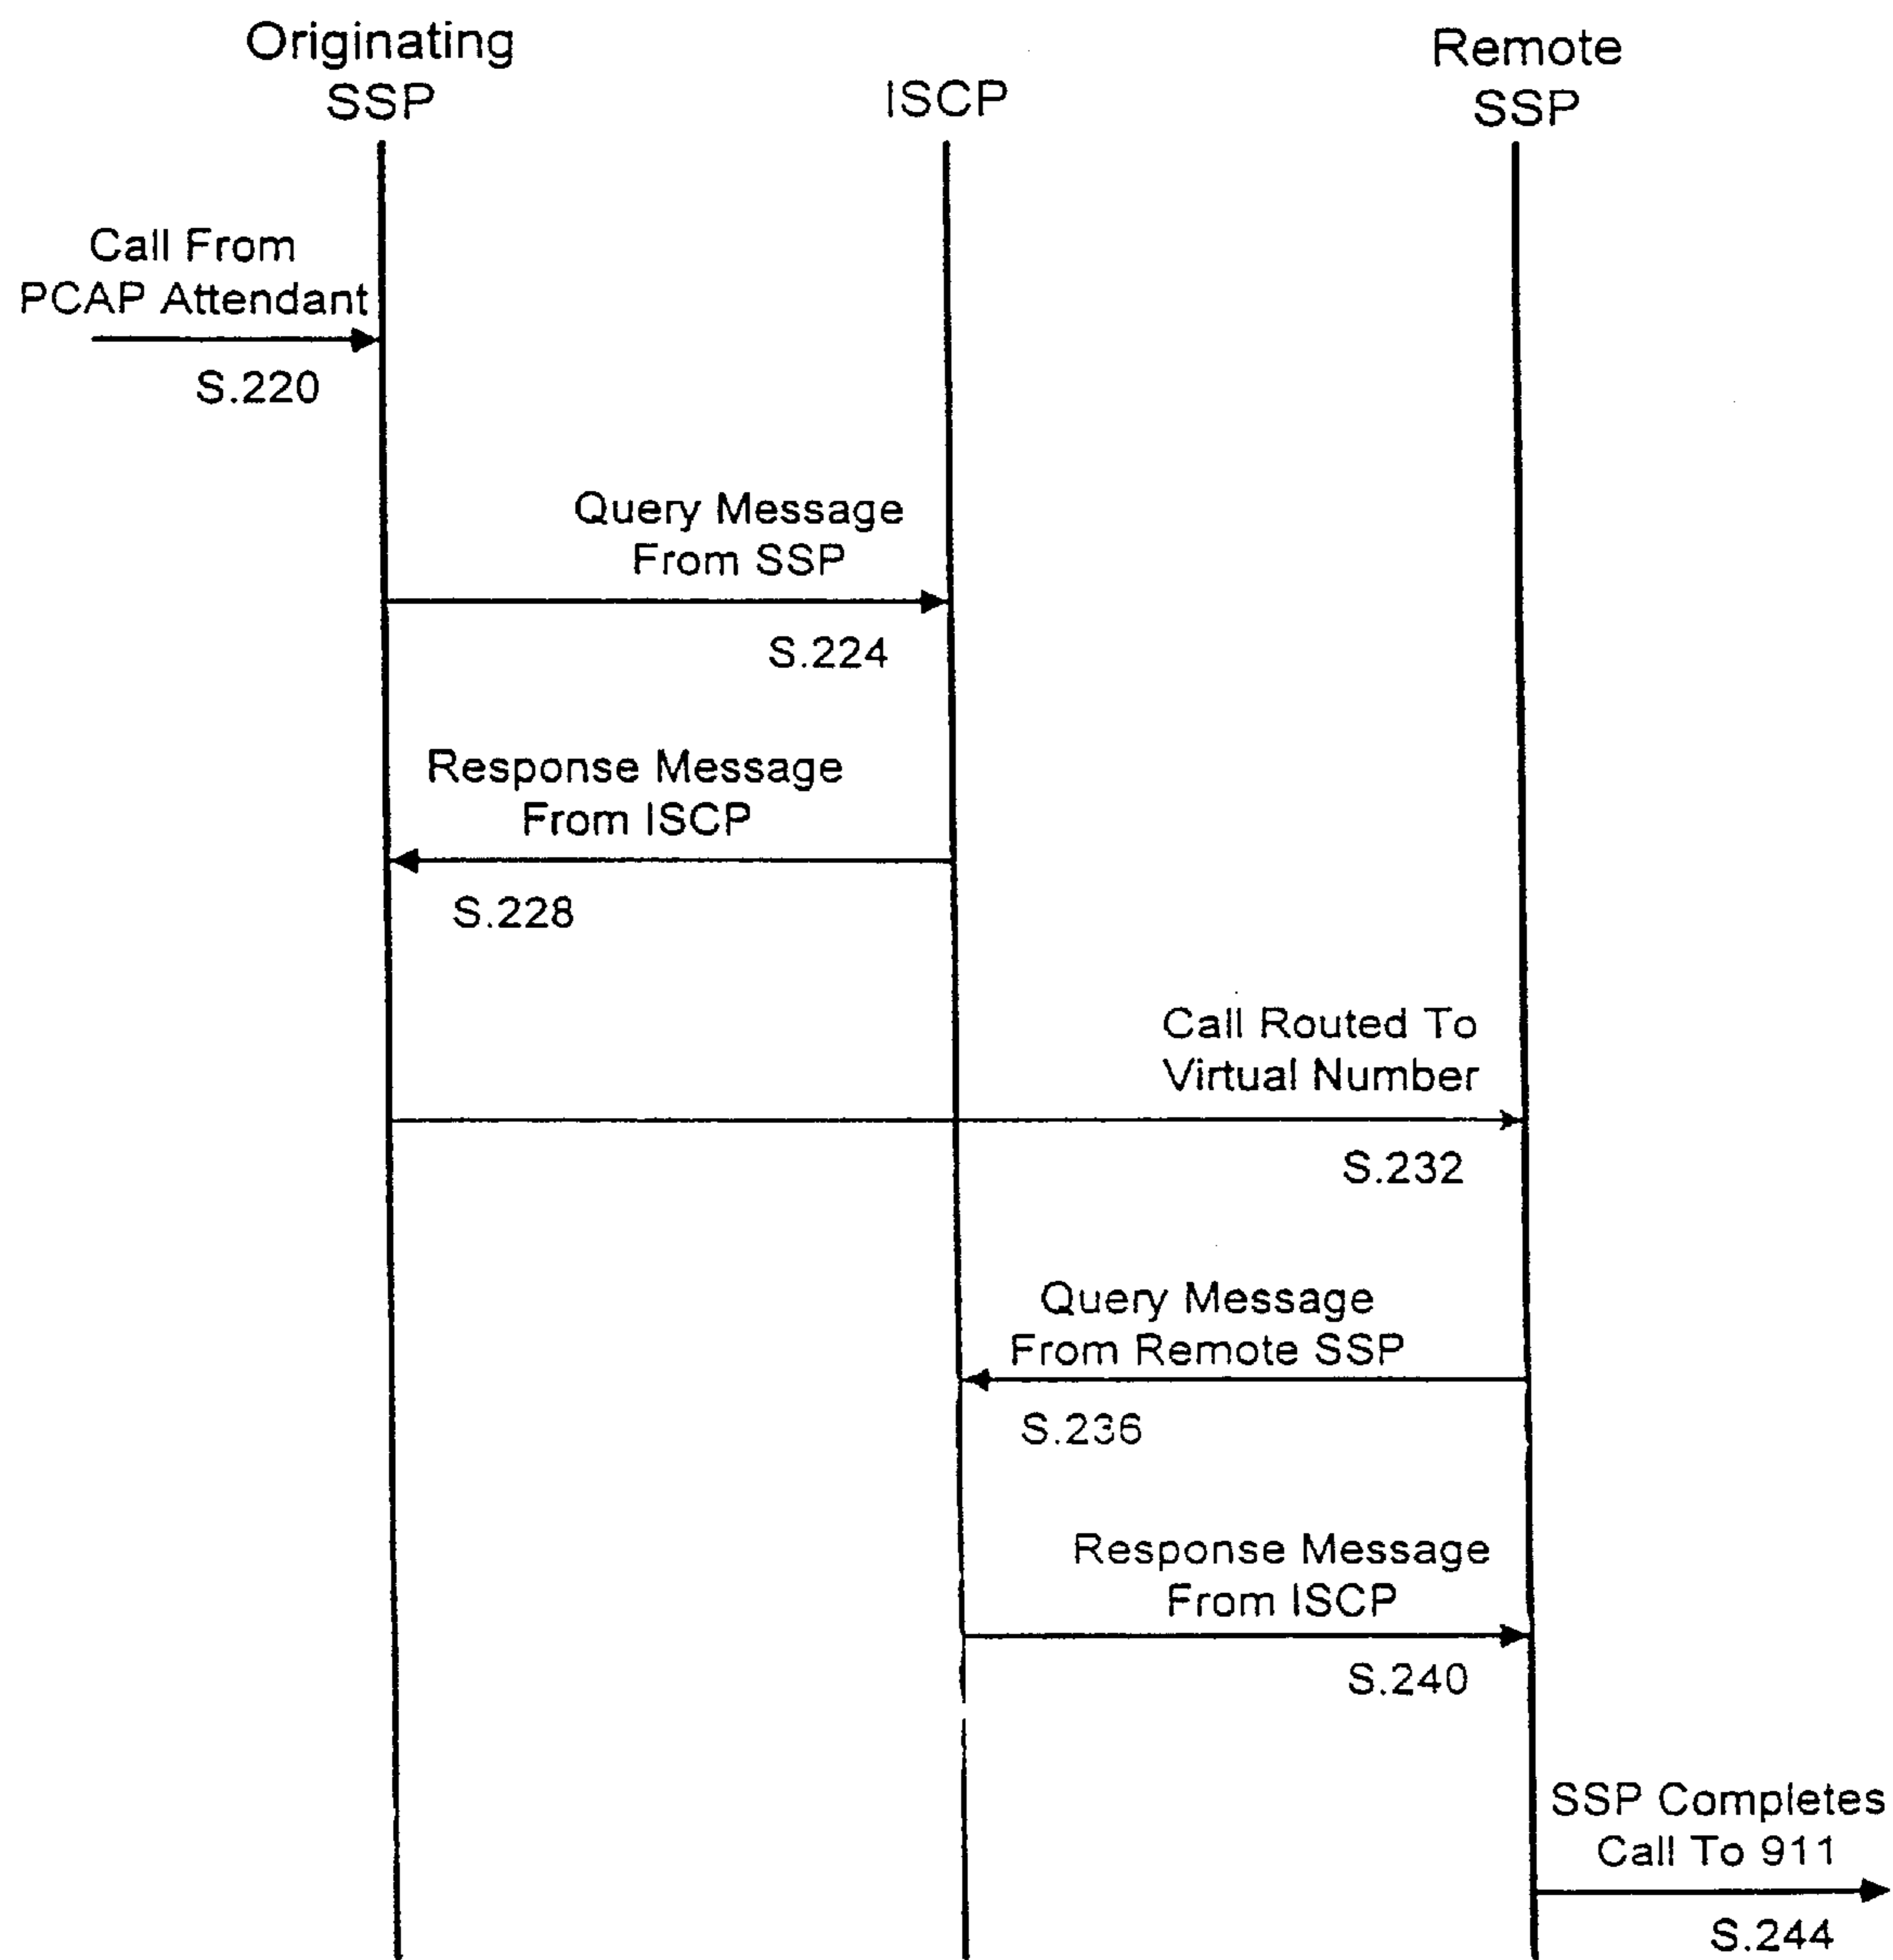 Originating
SSP
ISCP
Remote
SSP
Call From
PCAP Attendant
S.220
Query Message
From SSP
S.224
Response Message
From ISCP
S.228
Call Routed To
Virtual Number
S.232
Query Message
From Remote SSP
S.236
Response Message
From ISCP
S.240
SSP Completes
Call To 911
S.244